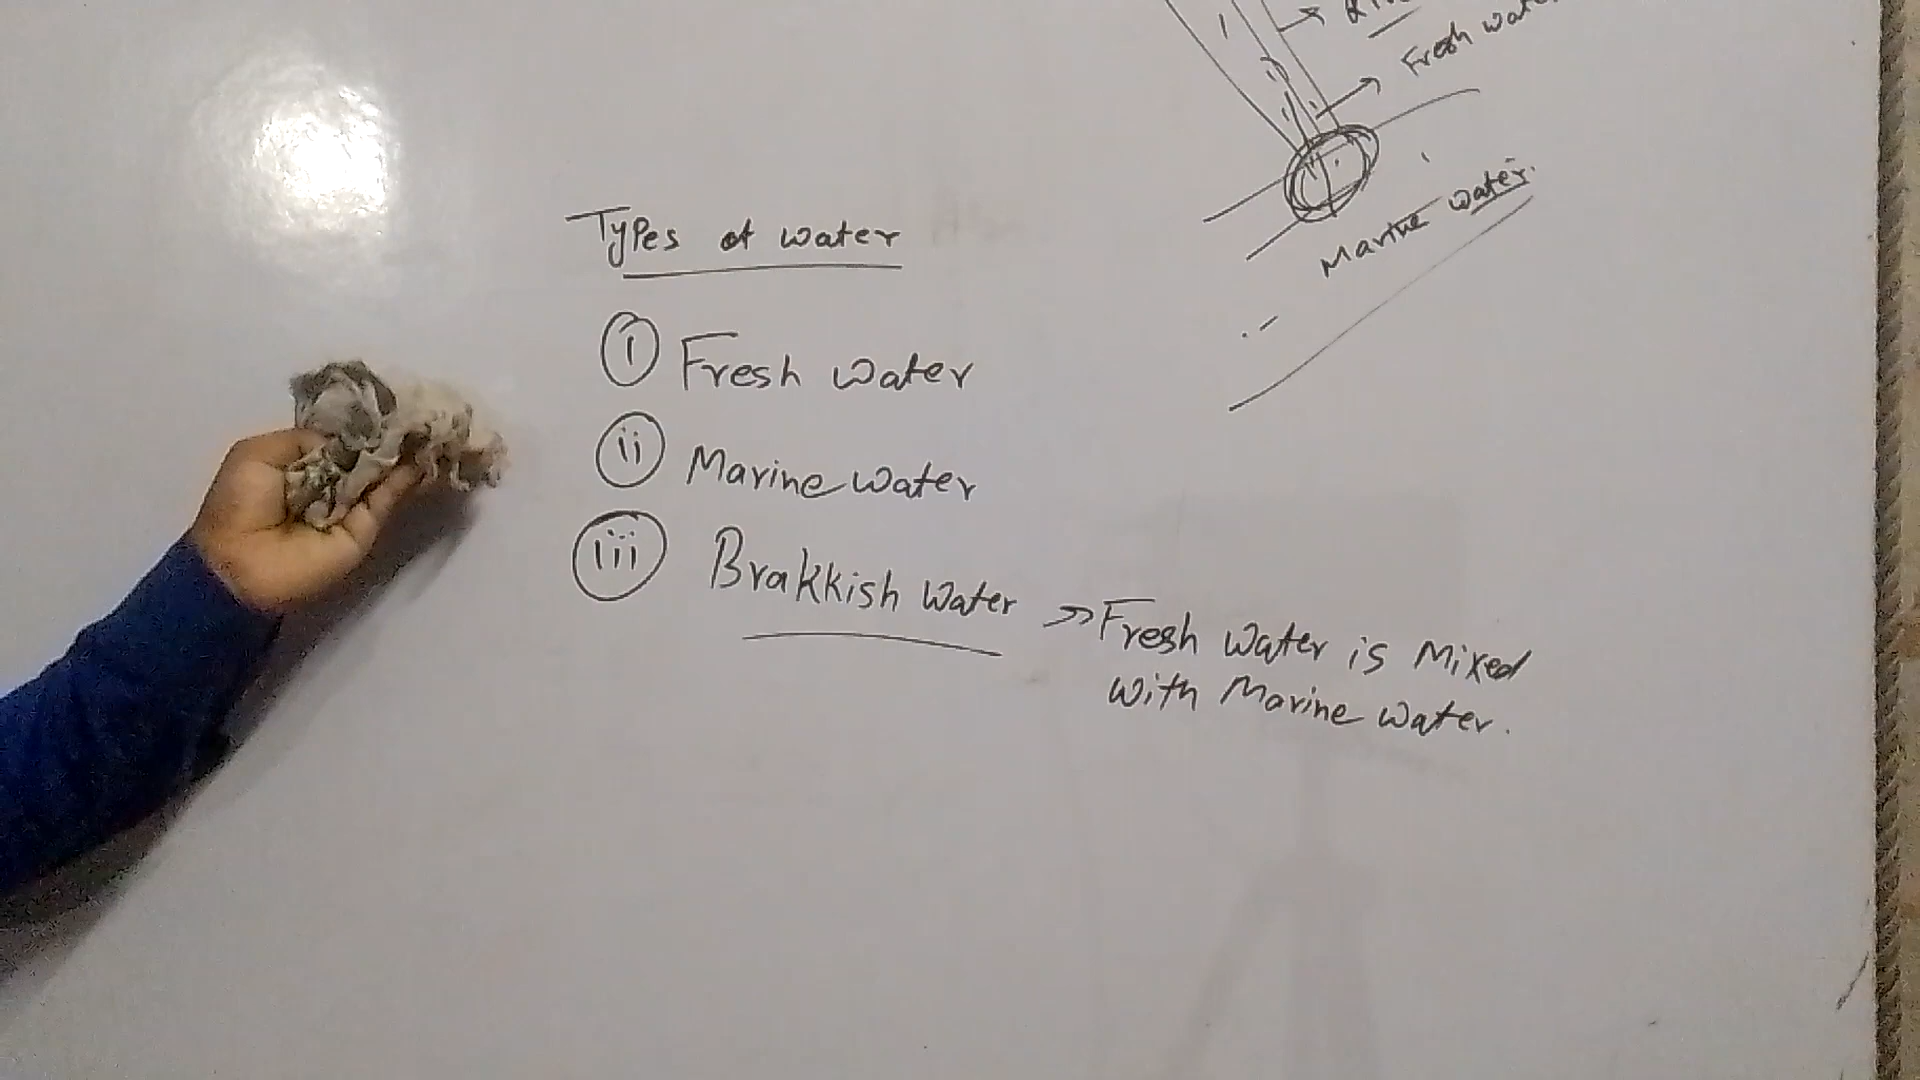 Fresh water
Marine water.
Types of water
i Fresh water
ii Marine water
iii Brakkish water → Fresh water is mixed
with Marine water.